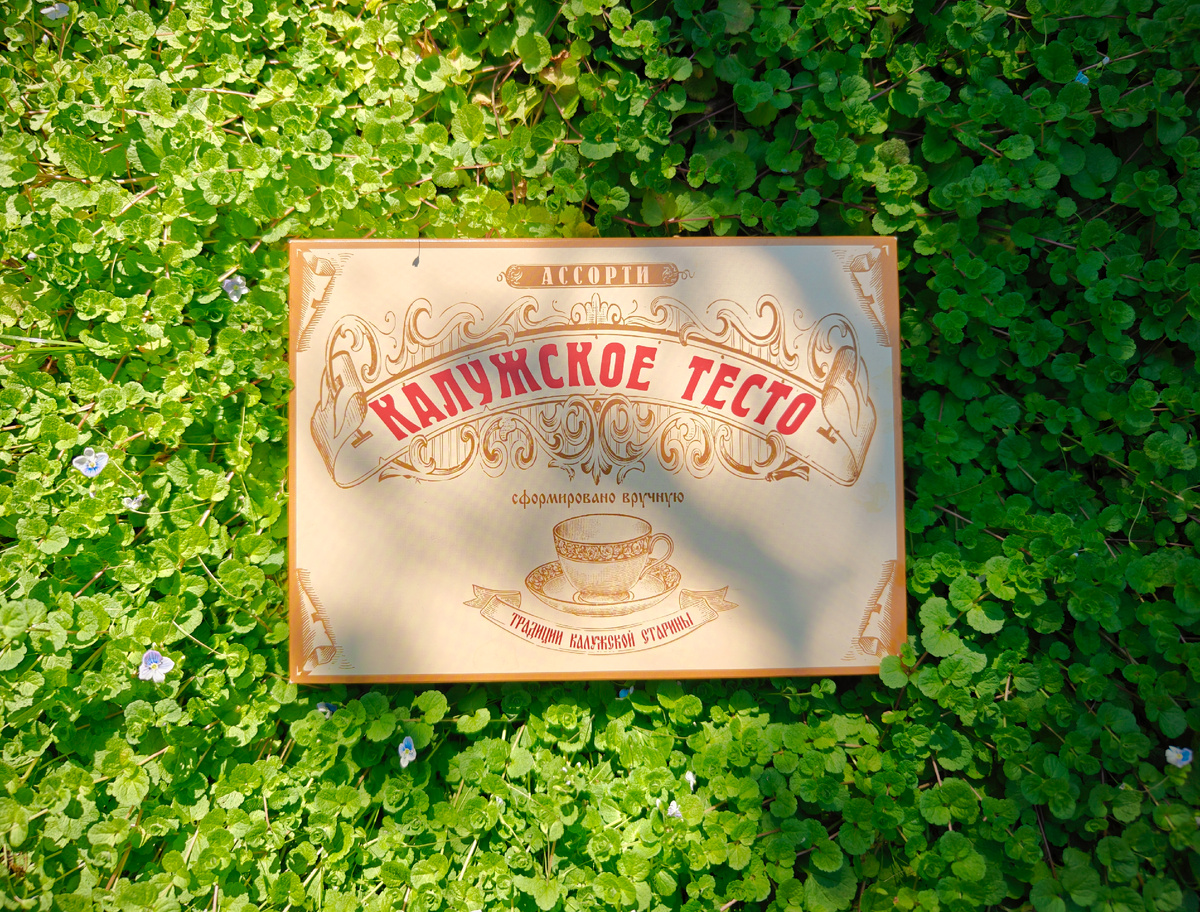 АССОРТИ
КАЛУЖСКОЕ ТЕСТО
сформировано вручную
ТРАДИЦИИ КАЛУЖСКОЙ СТАРИНЫ